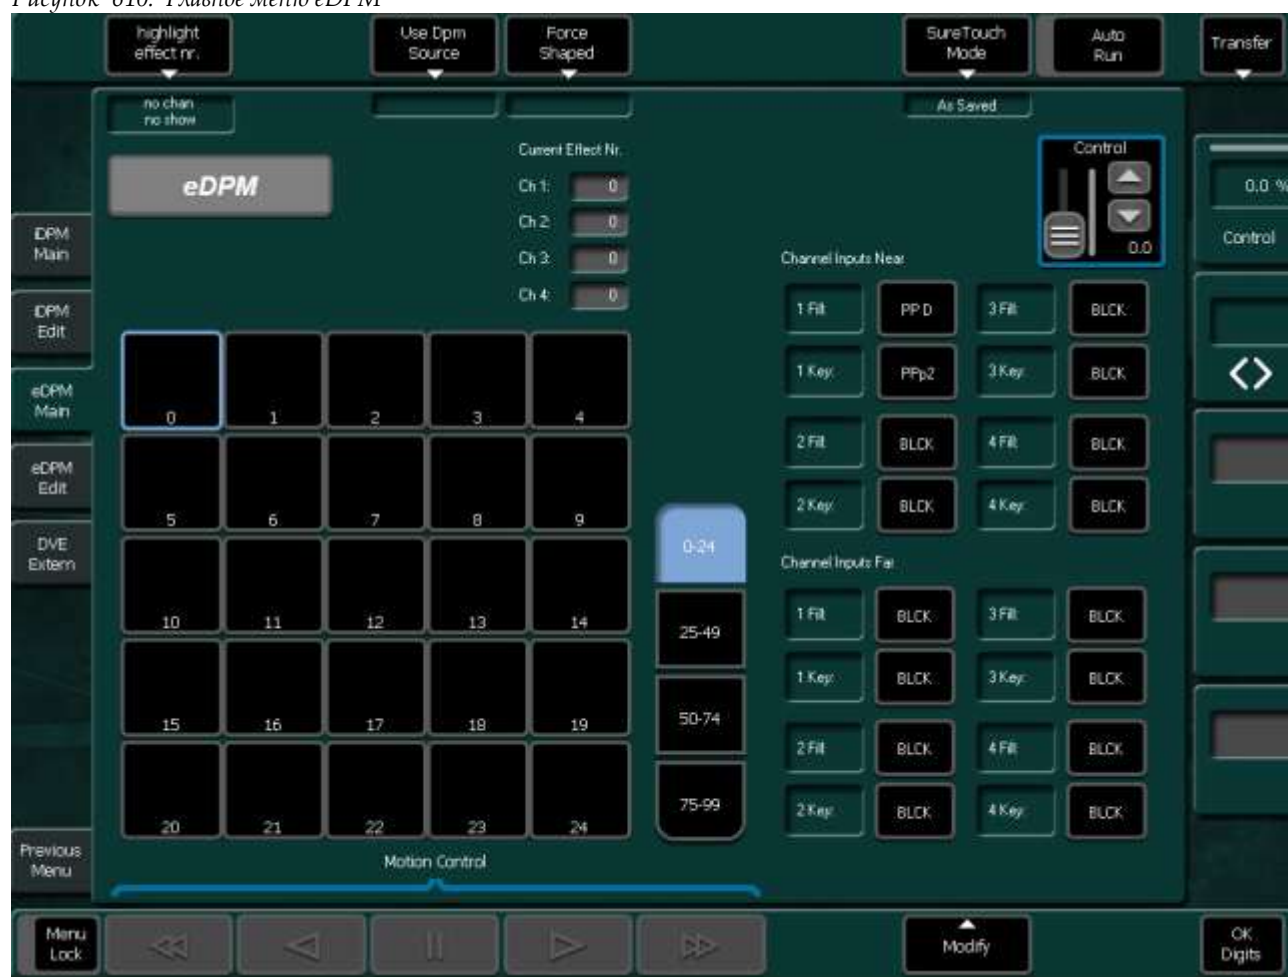 Рисунок 610. Главное меню eDPM
highlight
effect nr.
Use Dpm
Source
Force
Shaped
SureTouch
Mode
Auto
Run
Transfer
no chan
no show
As Saved
Current Effect Nr.
Control
eDPM
Ch 1: 0
0.0 %
Ch 2: 0
iDPM
Main
Control
0.0
Ch 3: 0
Channel Inputs Near
Ch 4: 0
1 Fill: PP D 3 Fill: BLCK
iDPM
Edit
1 Key: PPp2 3 Key: BLCK
eDPM
Main
0 1 2 3 4
2 Fill: BLCK 4 Fill: BLCK
eDPM
Edit
2 Key: BLCK 4 Key: BLCK
5 6 7 8 9
DVE
Extern
0-24
Channel Inputs Far
1 Fill: BLCK 3 Fill: BLCK
10 11 12 13 14
25-49
1 Key: BLCK 3 Key: BLCK
15 16 17 18 19
50-74
2 Fill: BLCK 4 Fill: BLCK
75-99
2 Key: BLCK 4 Key: BLCK
20 21 22 23 24
Previous
Menu
Motion Control
Menu
Lock
Modify
OK
Digits